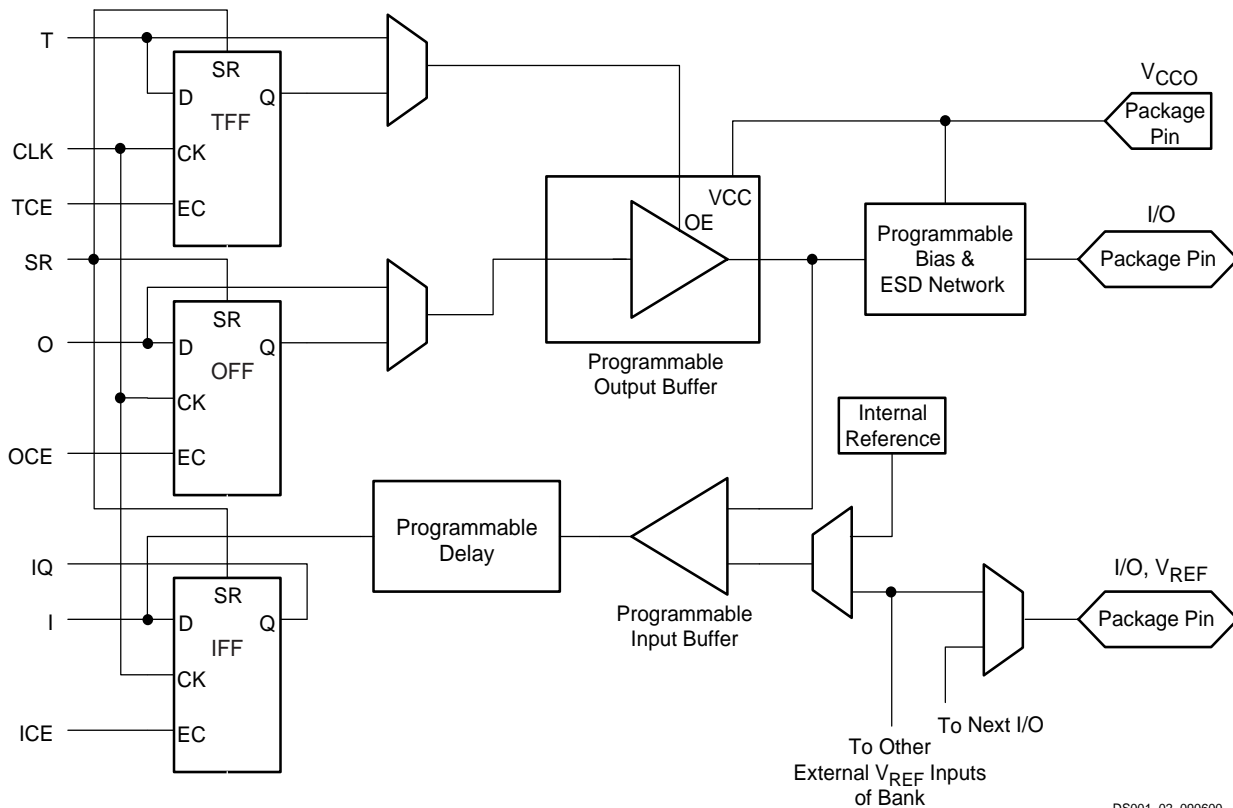 T
SR
D
Q
TFF
CLK
CK
TCE
EC
VCC
OE
VCCO
Package
Pin
SR
SR
O
D
Q
OFF
CK
OCE
EC
Programmable
Output Buffer
Programmable
Bias &
ESD Network
I/O
Package Pin
Internal
Reference
Programmable
Delay
Programmable
Input Buffer
IQ
SR
I
D
Q
IFF
CK
ICE
EC
I/O, VREF
Package Pin
To Next I/O
To Other
External VREF Inputs
of Bank
DS001_02_090600